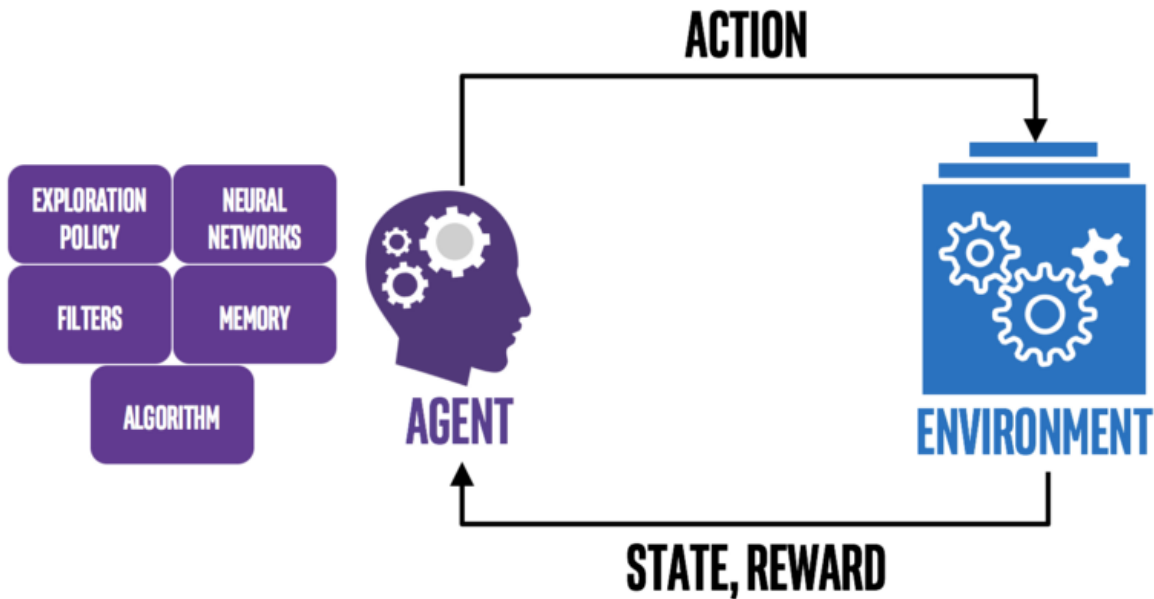 ACTION
EXPLORATION
POLICY
NEURAL
NETWORKS
FILTERS
MEMORY
ALGORITHM
AGENT
ENVIRONMENT
STATE, REWARD